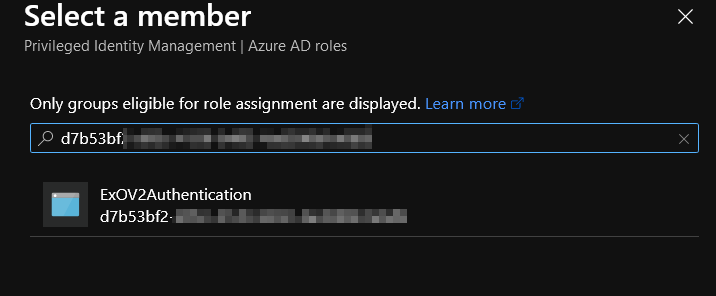 Select a member
Privileged Identity Management | Azure AD roles
Only groups eligible for role assignment are displayed. Learn more
d7b53bf2
ExOV2Authentication
d7b53bf2-